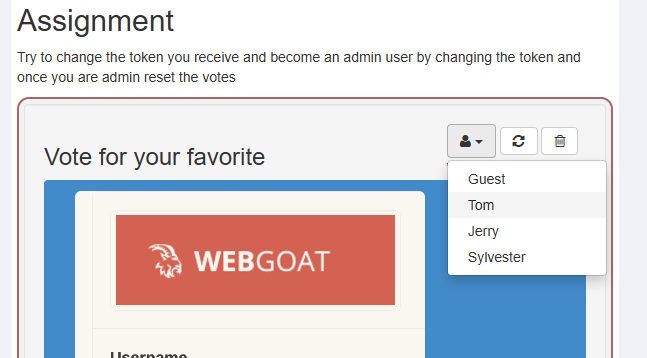 Assignment
Try to change the token you receive and become an admin user by changing the token and
once you are admin reset the votes
Vote for your favorite
Guest
Tom
Jerry
Sylvester
WEBGOAT
Username